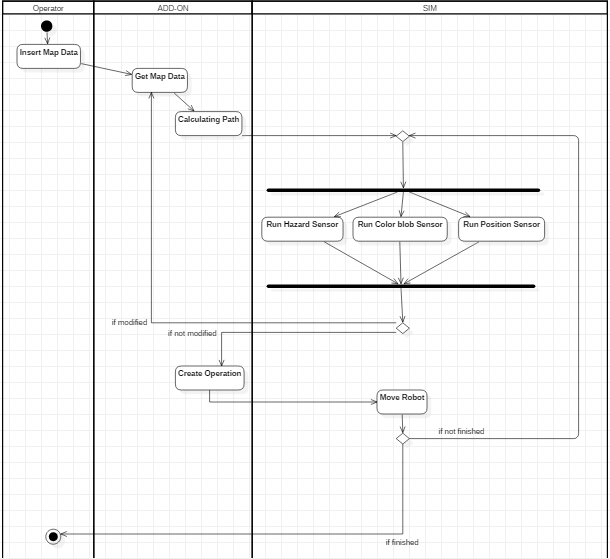 Operator
ADD-ON
SIM
Insert Map Data
Get Map Data
Calculating Path
Run Hazard Sensor
Run Color blob Sensor
Run Position Sensor
if modified
if not modified
Create Operation
Move Robot
if not finished
if finished